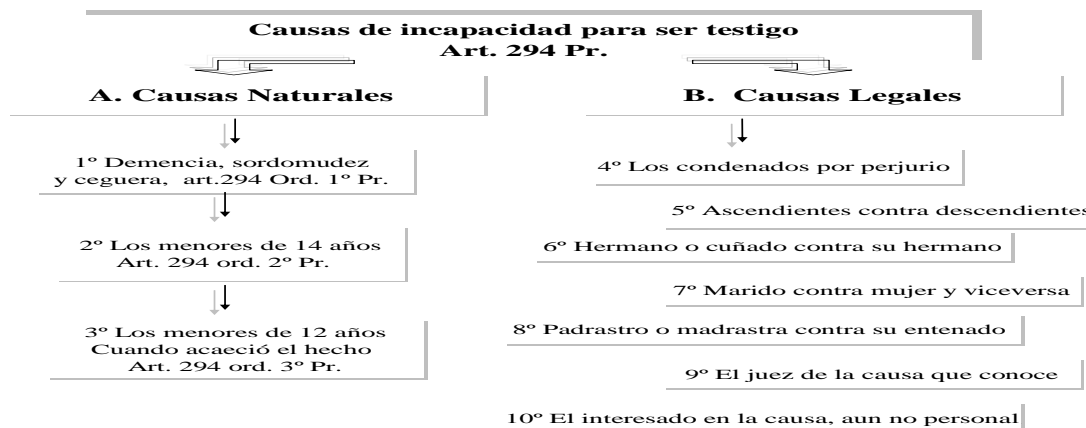 Causas de incapacidad para ser testigo
Art. 294 Pr.
A. Causas Naturales
1º Demencia, sordomudez
y ceguera, art.294 Ord. 1º Pr.
2º Los menores de 14 años
Art. 294 ord. 2º Pr.
3º Los menores de 12 años
Cuando acaeció el hecho
Art. 294 ord. 3º Pr.
B. Causas Legales
4º Los condenados por perjurio
5º Ascendientes contra descendientes
6º Hermano o cuñado contra su hermano
7º Marido contra mujer y viceversa
8º Padrastro o madrastra contra su entenado
9º El juez de la causa que conoce
10º El interesado en la causa, aun no personal